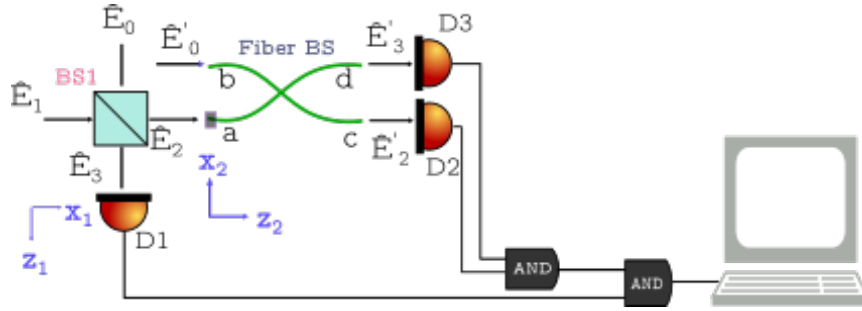 Ê₀
Ê'₀
Fiber BS
Ê'₃
D3
BS1
b
d
Ê₁
Ê₂
a
c
Ê'₂
D2
Ê₃
x₂
x₁
D1
z₂
z₁
AND
AND